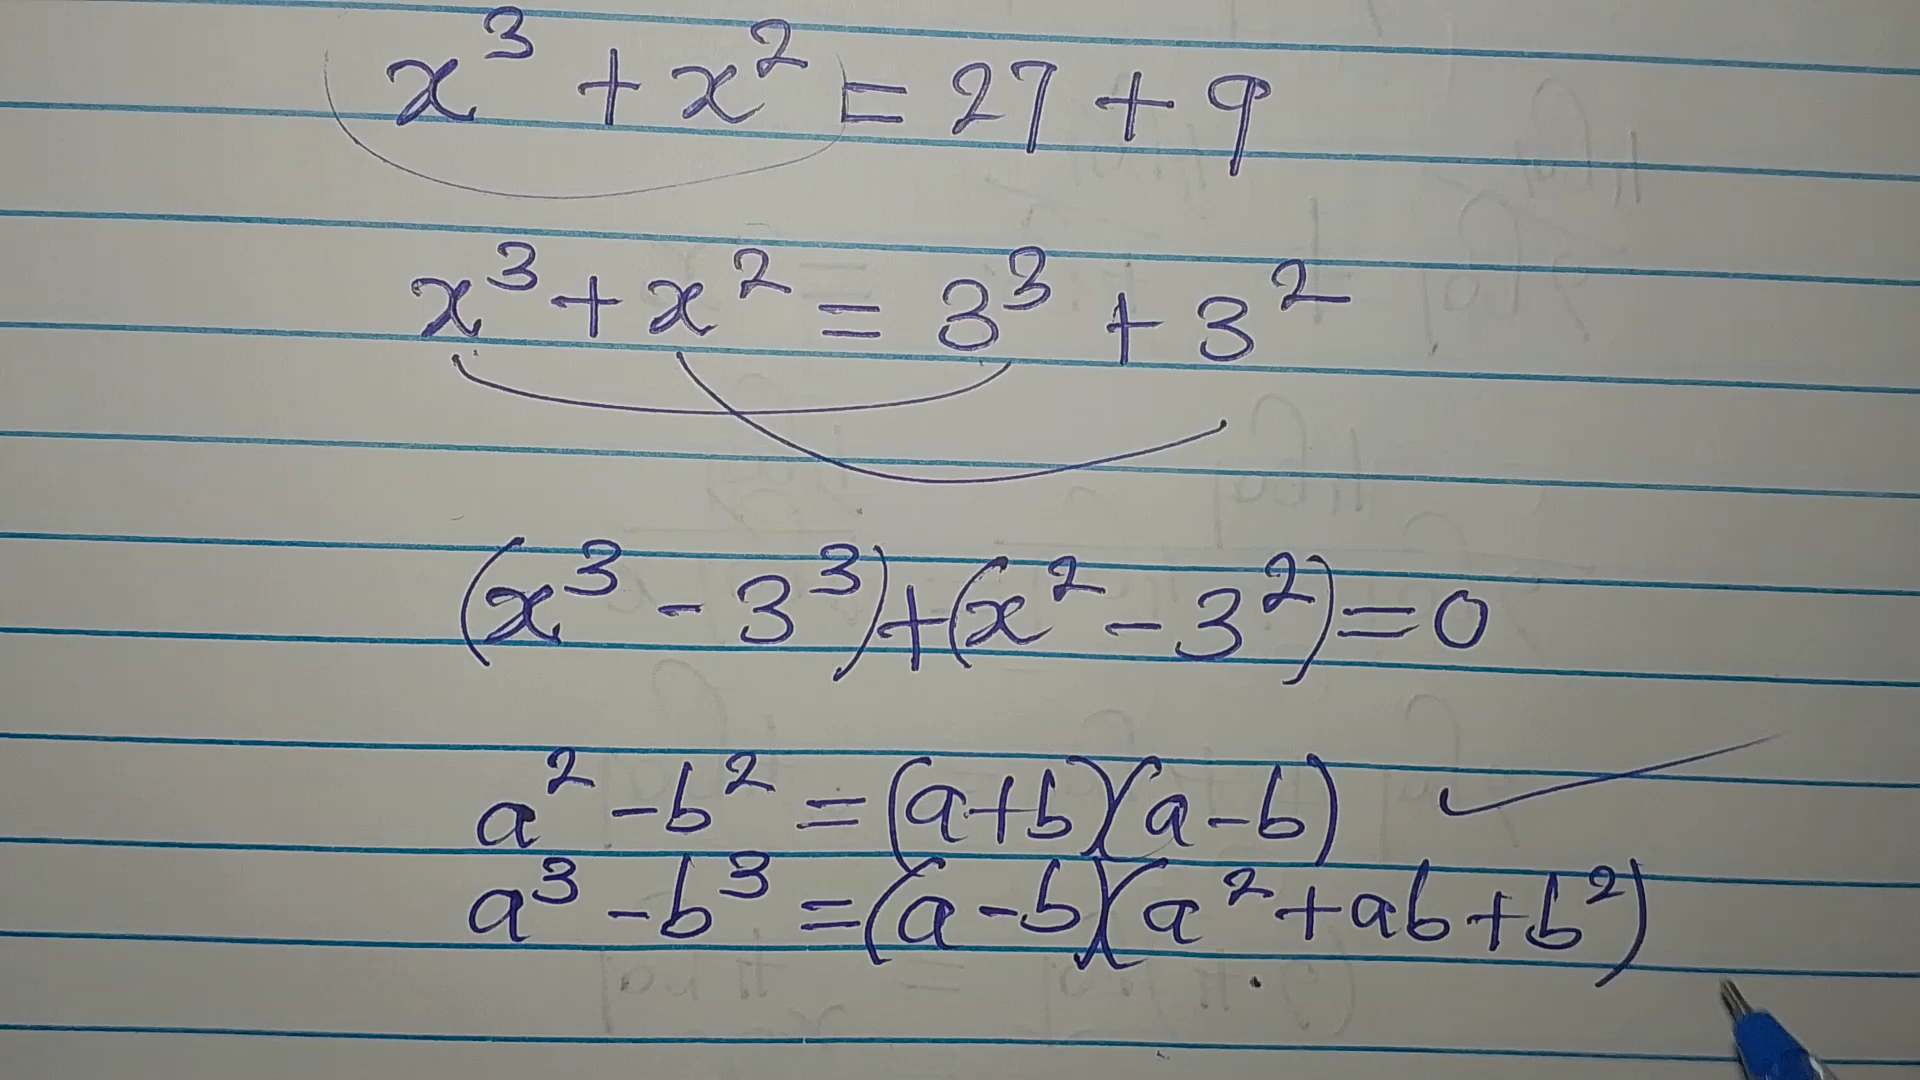 x³ + x² = 27 + 9
x³ + x² = 3³ + 3²
(x³ - 3³) + (x² - 3²) = 0
a² - b² = (a+b)(a-b)
a³ - b³ = (a-b)(a² + ab + b²)